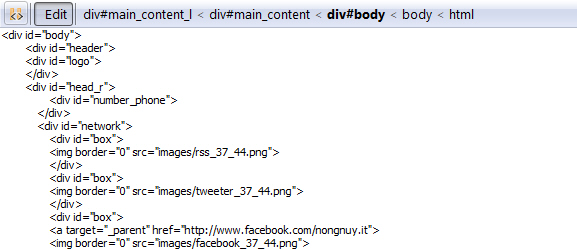 Edit div#main_content_l < div#main_content < div#body < body < html
<div id="body">
<div id="header">
<div id="logo">
</div>
<div id="head_r">
<div id="number_phone">
</div>
<div id="network">
<div id="box">
<img border="0" src="images/rss_37_44.png">
</div>
<div id="box">
<img border="0" src="images/tweeter_37_44.png">
</div>
<div id="box">
<a target="_parent" href="http://www.facebook.com/nongnuy.it">
<img border="0" src="images/facebook_37_44.png">